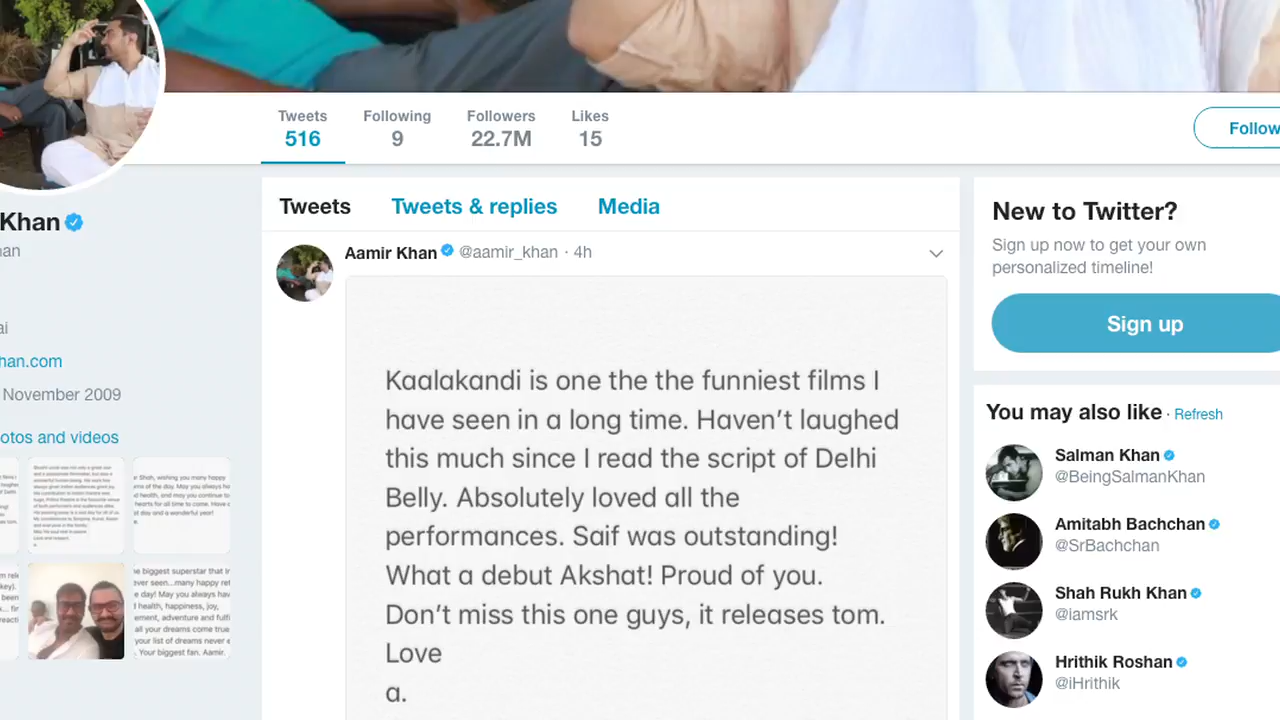 Tweets Following Followers Likes
516 9 22.7M 15
Follow
Khan
ai
han.com
November 2009
otos and videos
Tweets Tweets & replies Media
Aamir Khan @aamir_khan · 4h
Kaalakandi is one the the funniest films I
have seen in a long time. Haven't laughed
this much since I read the script of Delhi
Belly. Absolutely loved all the
performances. Saif was outstanding!
What a debut Akshat! Proud of you.
Don't miss this one guys, it releases tom.
Love
a.
New to Twitter?
Sign up now to get your own
personalized timeline!
Sign up
You may also like · Refresh
Salman Khan
@BeingSalmanKhan
Amitabh Bachchan
@SrBachchan
Shah Rukh Khan
@iamsrk
Hrithik Roshan
@iHrithik